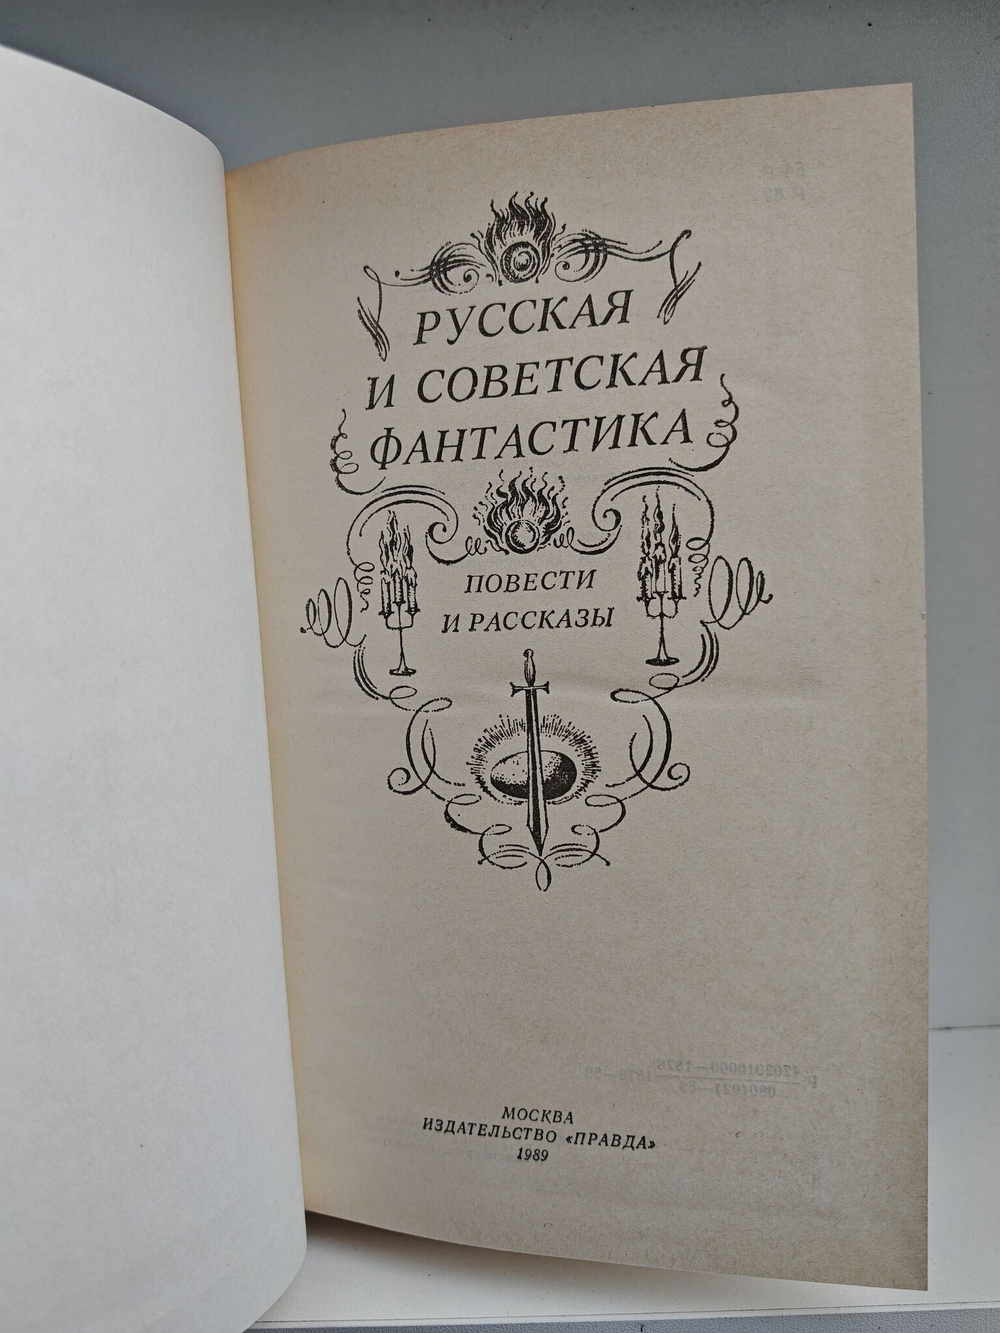 РУССКАЯ
И СОВЕТСКАЯ
ФАНТАСТИКА
ПОВЕСТИ
И РАССКАЗЫ
МОСКВА
ИЗДАТЕЛЬСТВО «ПРАВДА»
1989